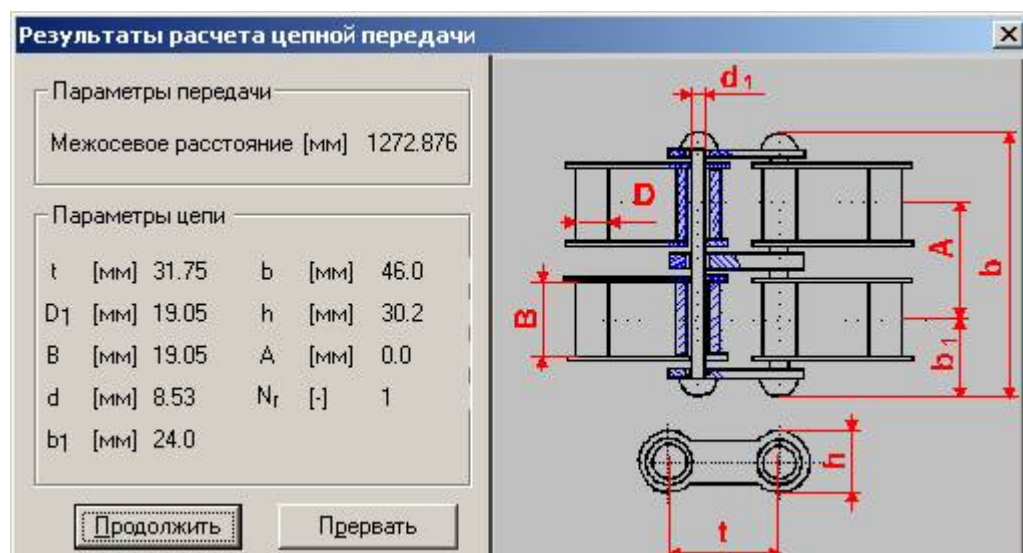 Результаты расчета цепной передачи
Параметры передачи
Межосевое расстояние [мм] 1272.876
Параметры цепи
t [мм] 31.75 b [мм] 46.0
D1 [мм] 19.05 h [мм] 30.2
B [мм] 19.05 A [мм] 0.0
d [мм] 8.53 Nr [-] 1
b1 [мм] 24.0
Продолжить Прервать
d1
D
A
b
B
b1
h
t